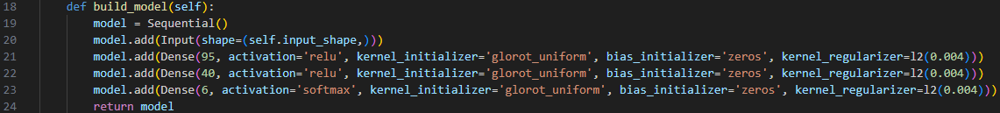 18 def build_model(self):
19 model = Sequential()
20 model.add(Input(shape=(self.input_shape,)))
21 model.add(Dense(95, activation='relu', kernel_initializer='glorot_uniform', bias_initializer='zeros', kernel_regularizer=l2(0.004)))
22 model.add(Dense(40, activation='relu', kernel_initializer='glorot_uniform', bias_initializer='zeros', kernel_regularizer=l2(0.004)))
23 model.add(Dense(6, activation='softmax', kernel_initializer='glorot_uniform', bias_initializer='zeros', kernel_regularizer=l2(0.004)))
24 return model